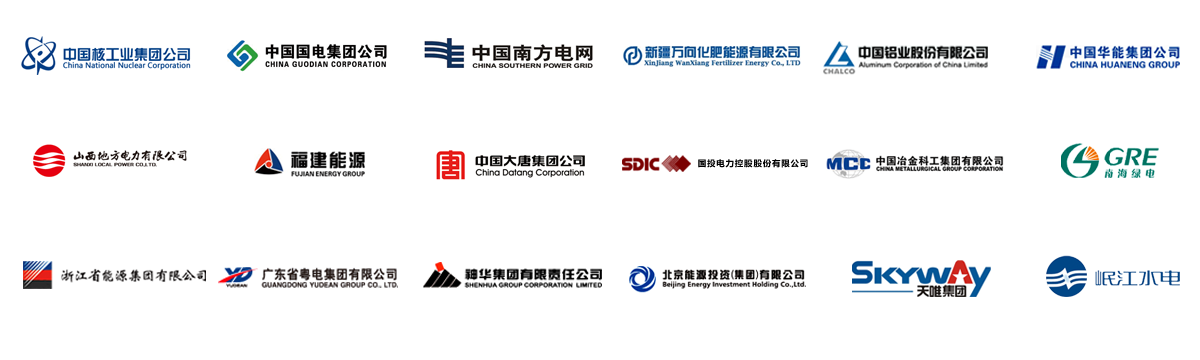 中国核工业集团公司
China National Nuclear Corporation
中国国电集团公司
CHINA GUODIAN CORPORATION
中国南方电网
CHINA SOUTHERN POWER GRID
新疆万向化肥能源有限公司
XinJiang WanXiang Fertilizer Energy Co., LTD
CHALCO
中国铝业股份有限公司
Aluminum Corporation of China Limited
中国华能集团公司
CHINA HUANENG GROUP
山西地方电力有限公司
SHANXI LOCAL POWER CO.,LTD.
福建能源
FUJIAN ENERGY GROUP
唐
中国大唐集团公司
China Datang Corporation
SDIC
国投电力控股股份有限公司
MCC
中国冶金科工集团有限公司
CHINA METALLURGICAL GROUP CORPORATION
GRE
南海绿电
浙江省能源集团有限公司
YD
YUDEAN
广东省粤电集团有限公司
GUANGDONG YUDEAN GROUP CO., LTD.
神华集团有限责任公司
SHENHUA GROUP CORPORATION LIMITED
北京能源投资(集团)有限公司
Beijing Energy Investment Holding Co.,Ltd.
SKYWAY
天唯集团
岷江水电